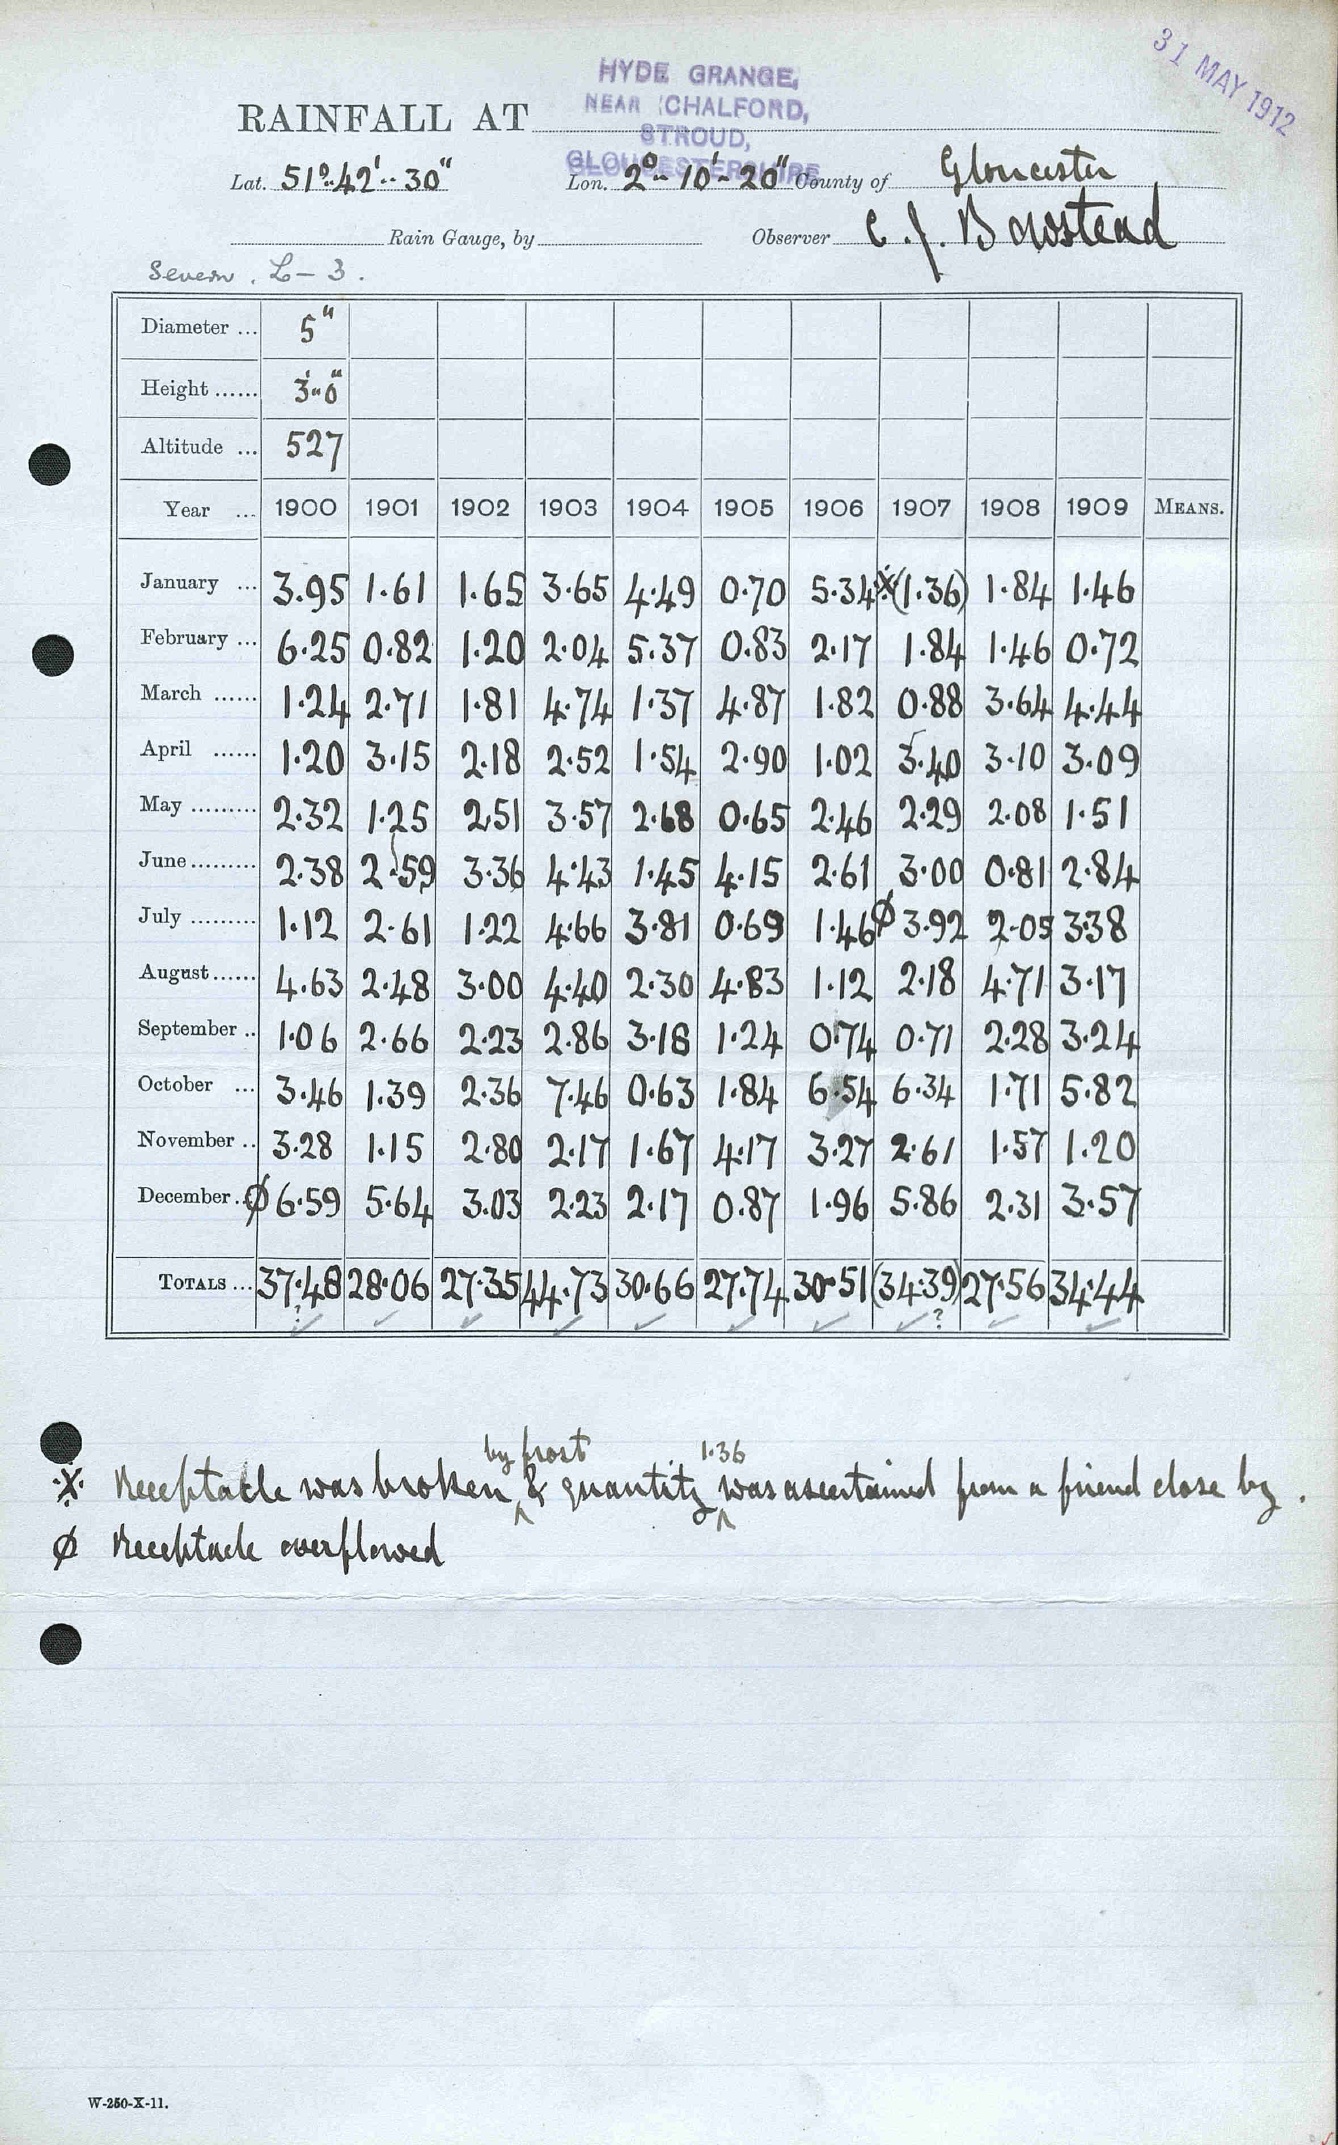 31 MAY 1912
HYDE GRANGE,
NEAR CHALFORD,
STROUD,
GLOUCESTERSHIRE
RAINFALL AT
Lat. 51°..42'.. 30" Lon. 2°-10'-20" County of Gloucester
Rain Gauge, by Observer C. J. Bowstead
Severn. L-3.
Diameter ... 5"
Height ...... 3'-0"
Altitude ... 527
Year ... 1900 1901 1902 1903 1904 1905 1906 1907 1908 1909 MEANS.
January ... 3.95 1.61 1.65 3.65 4.49 0.70 5.34 X(1.36) 1.84 1.46
February ... 6.25 0.82 1.20 2.04 5.37 0.83 2.17 1.84 1.46 0.72
March ...... 1.24 2.71 1.81 4.74 1.37 4.87 1.82 0.88 3.64 4.44
April ...... 1.20 3.15 2.18 2.52 1.54 2.90 1.02 3.40 3.10 3.09
May ......... 2.32 1.25 2.51 3.57 2.68 0.65 2.46 2.29 2.08 1.51
June ......... 2.38 2.59 3.36 4.43 1.45 4.15 2.61 3.00 0.81 2.84
July ......... 1.12 2.61 1.22 4.66 3.81 0.69 1.46 ø 3.92 2.05 3.38
August ...... 4.63 2.48 3.00 4.40 2.30 4.83 1.12 2.18 4.71 3.17
September .. 1.06 2.66 2.23 2.86 3.18 1.24 0.74 0.71 2.28 3.24
October ... 3.46 1.39 2.36 7.46 0.63 1.84 6.54 6.34 1.71 5.82
November .. 3.28 1.15 2.80 2.17 1.67 4.17 3.27 2.61 1.57 1.20
December .. ø 6.59 5.64 3.03 2.23 2.17 0.87 1.96 5.86 2.31 3.57
TOTALS ... 37.48 28.06 27.35 44.73 30.66 27.74 30.51 (34.39) 27.56 34.44
? ?
by frost 1.36
X Receptacle was broken & quantity was ascertained from a friend close by.
ø Receptacle overflowed
W-250-X-11.